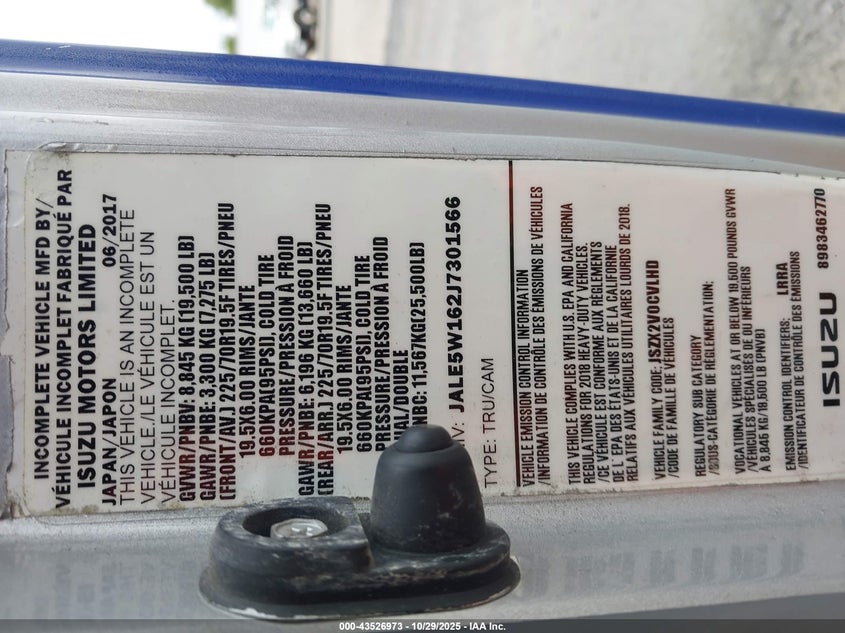 INCOMPLETE VEHICLE MFD BY/
VÉHICULE INCOMPLET FABRIQUÉ PAR
ISUZU MOTORS LIMITED
JAPAN/JAPON 06/2017
THIS VEHICLE IS AN INCOMPLETE
VEHICLE./LE VÉHICULE EST UN
VÉHICULE INCOMPLET.
GVWR/PNBV: 8,845 KG (19,500 LB)
GAWR/PNBE: 3,300 KG (7,275 LB)
(FRONT/AV.) 225/70R19.5F TIRES/PNEU
19.5X6.00 RIMS/JANTE
660KPA(95PSI), COLD TIRE
PRESSURE/PRESSION À FROID
GAWR/PNBE: 6,196 KG (13,660 LB)
(REAR/ARR.) 225/70R19.5F TIRES/PNEU
19.5X6.00 RIMS/JANTE
660KPA(95PSI), COLD TIRE
PRESSURE/PRESSION À FROID
/DOUBLE
11,567KG(25,500LB)
JALE5W162J7301566
TYPE: TRU/CAM
VEHICLE EMISSION CONTROL INFORMATION
/INFORMATION DE CONTRÔLE DES ÉMISSIONS DE VÉHICULES
THIS VEHICLE COMPLIES WITH U.S. EPA AND CALIFORNIA
REGULATIONS FOR 2018 HEAVY-DUTY VEHICLES.
/CE VÉHICULE EST CONFORME AUX RÈGLEMENTS
DE L'EPA DES ÉTATS-UNIS ET DE LA CALIFORNIE
RELATIFS AUX VÉHICULES UTILITAIRES LOURDS DE 2018.
VEHICLE FAMILY CODE: JSZX2VOCVLHD
/CODE DE FAMILLE DE VÉHICULES
REGULATORY SUB CATEGORY
/SOUS-CATÉGORIE DE RÉGLEMENTATION:
VOCATIONAL VEHICLES AT OR BELOW 19,500 POUNDS GVWR
/VÉHICULES SPÉCIALISÉS DE OU INFÉRIEURS
À 8,845 KG/19,500 LB (PNVB)
EMISSION CONTROL IDENTIFIERS: LRRA
/IDENTIFICATEUR DE CONTRÔLE DES ÉMISSIONS
ISUZU 8983462770
000-43526973 - 10/29/2025 - IAA Inc.